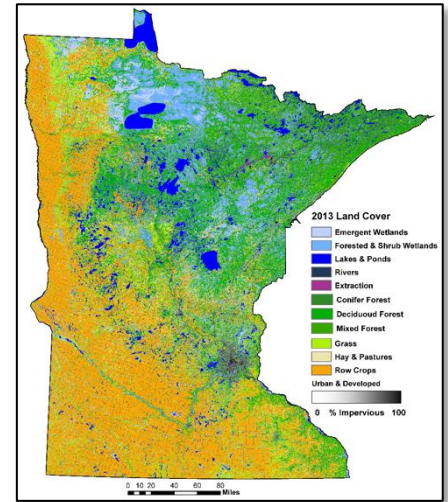 2013 Land Cover
Emergent Wetlands
Forested & Shrub Wetlands
Lakes & Ponds
Rivers
Extraction
Conifer Forest
Deciduoud Forest
Mixed Forest
Grass
Hay & Pastures
Row Crops
Urban & Developed
0 % Impervious 100
0 10 20 40 60 80
Miles